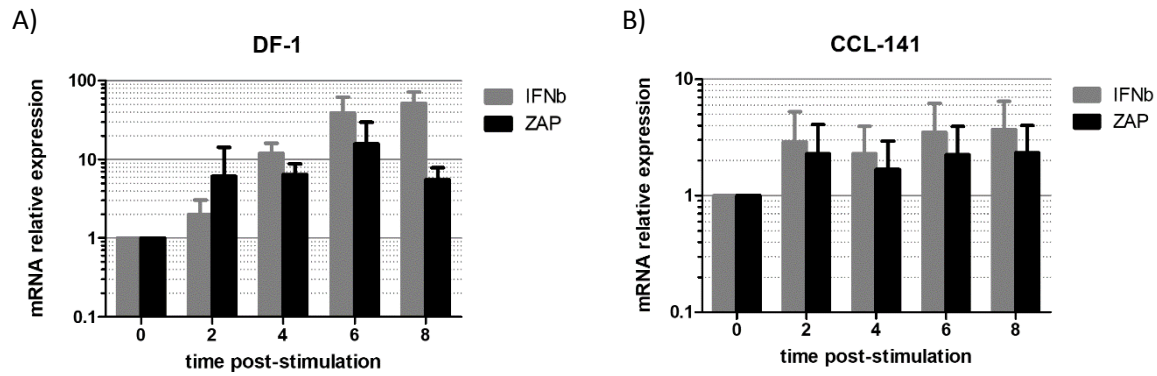 A)
DF-1
mRNA relative expression
100
10
1
0.1
0 2 4 6 8
time post-stimulation
IFNb
ZAP
B)
CCL-141
mRNA relative expression
10
1
0.1
0 2 4 6 8
time post-stimulation
IFNb
ZAP